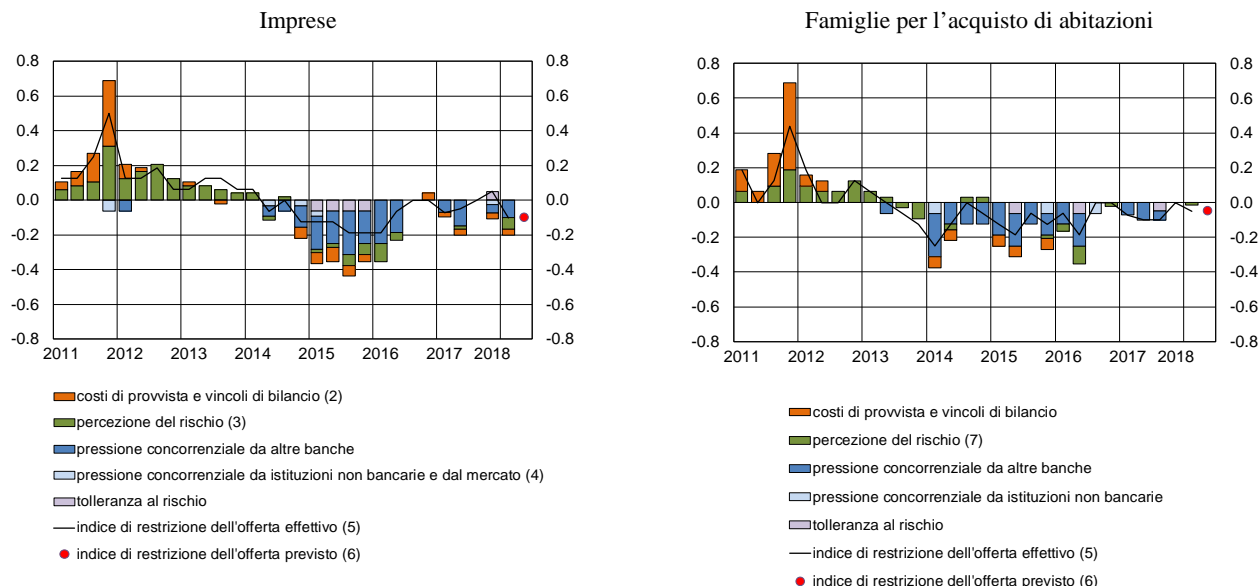 Imprese
0.8 0.8
0.6 0.6
0.4 0.4
0.2 0.2
0.0 0.0
-0.2 -0.2
-0.4 -0.4
-0.6 -0.6
-0.8 -0.8
2011 2012 2013 2014 2015 2016 2017 2018
costi di provvista e vincoli di bilancio (2)
percezione del rischio (3)
pressione concorrenziale da altre banche
pressione concorrenziale da istituzioni non bancarie e dal mercato (4)
tolleranza al rischio
indice di restrizione dell'offerta effettivo (5)
indice di restrizione dell'offerta previsto (6)
Famiglie per l’acquisto di abitazioni
0.8 0.8
0.6 0.6
0.4 0.4
0.2 0.2
0.0 0.0
-0.2 -0.2
-0.4 -0.4
-0.6 -0.6
-0.8 -0.8
2011 2012 2013 2014 2015 2016 2017 2018
costi di provvista e vincoli di bilancio
percezione del rischio (7)
pressione concorrenziale da altre banche
pressione concorrenziale da istituzioni non bancarie
tolleranza al rischio
indice di restrizione dell'offerta effettivo (5)
indice di restrizione dell'offerta previsto (6)